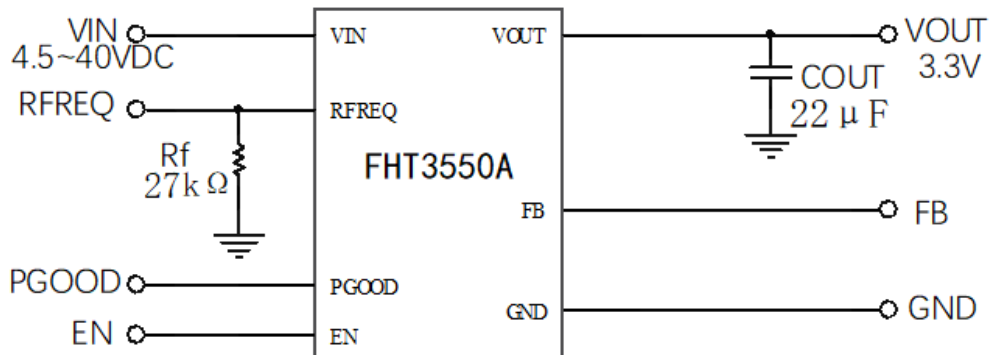 VIN
4.5~40VDC
RFREQ
Rf
27kΩ
PGOOD
EN
VIN
RFREQ
PGOOD
EN
FHT3550A
VOUT
FB
GND
COUT
22μF
VOUT
3.3V
FB
GND